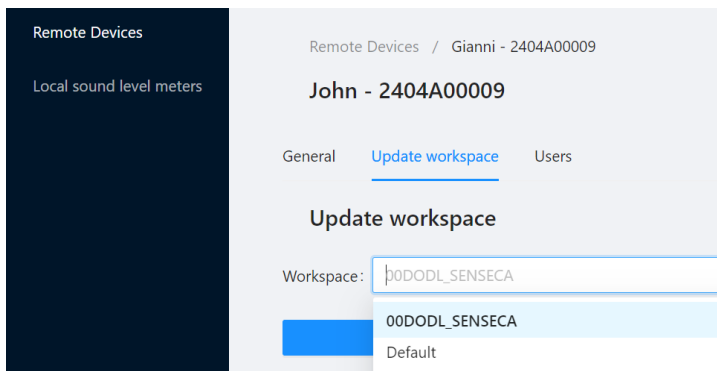 Remote Devices
Local sound level meters
Remote Devices / Gianni - 2404A00009
John - 2404A00009
General Update workspace Users
Update workspace
Workspace: 00DODL_SENSECA
00DODL_SENSECA
Default